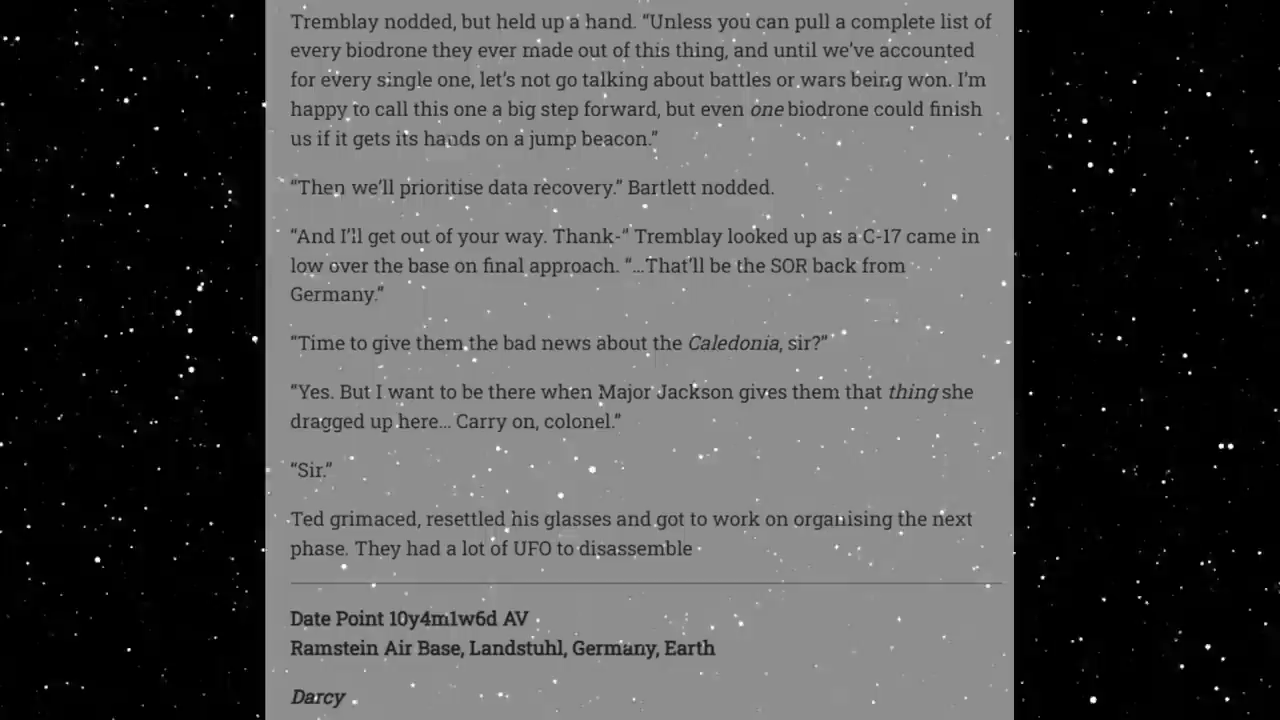 Tremblay nodded, but held up a hand. “Unless you can pull a complete list of
every biodrone they ever made out of this thing, and until we’ve accounted
for every single one, let’s not go talking about battles or wars being won. I’m
happy to call this one a big step forward, but even one biodrone could finish
us if it gets its hands on a jump beacon.”
“Then we’ll prioritise data recovery.” Bartlett nodded.
“And I’ll get out of your way. Thank-“ Tremblay looked up as a C-17 came in
low over the base on final approach. “…That’ll be the SOR back from
Germany.”
“Time to give them the bad news about the Caledonia, sir?”
“Yes. But I want to be there when Major Jackson gives them that thing she
dragged up here… Carry on, colonel.”
“Sir.”
Ted grimaced, resettled his glasses and got to work on organising the next
phase. They had a lot of UFO to disassemble
Date Point 10y4m1w6d AV
Ramstein Air Base, Landstuhl, Germany, Earth
Darcy